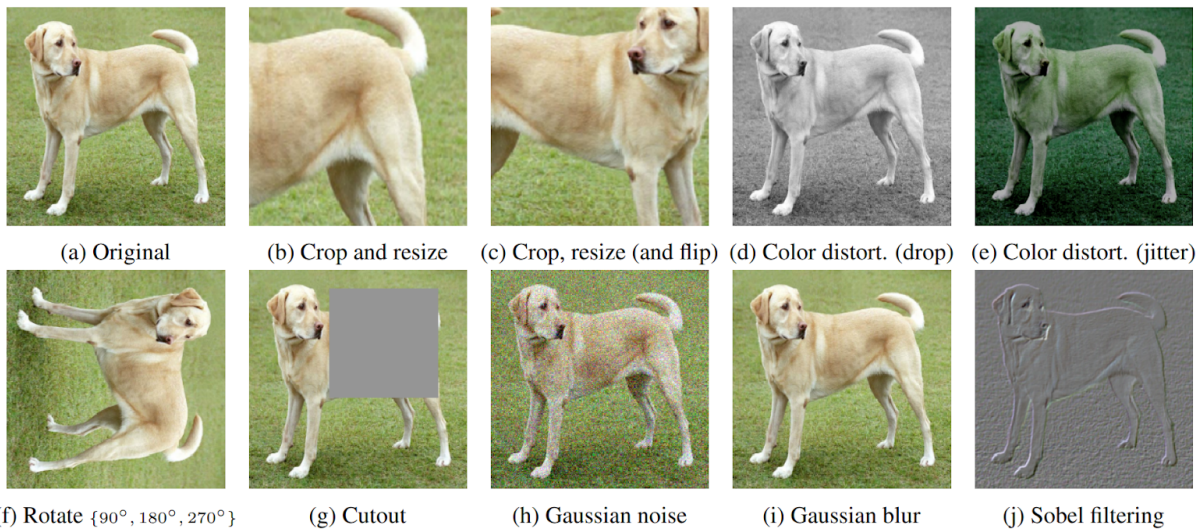 (a) Original
(b) Crop and resize
(c) Crop, resize (and flip)
(d) Color distort. (drop)
(e) Color distort. (jitter)
(f) Rotate {90°, 180°, 270°}
(g) Cutout
(h) Gaussian noise
(i) Gaussian blur
(j) Sobel filtering